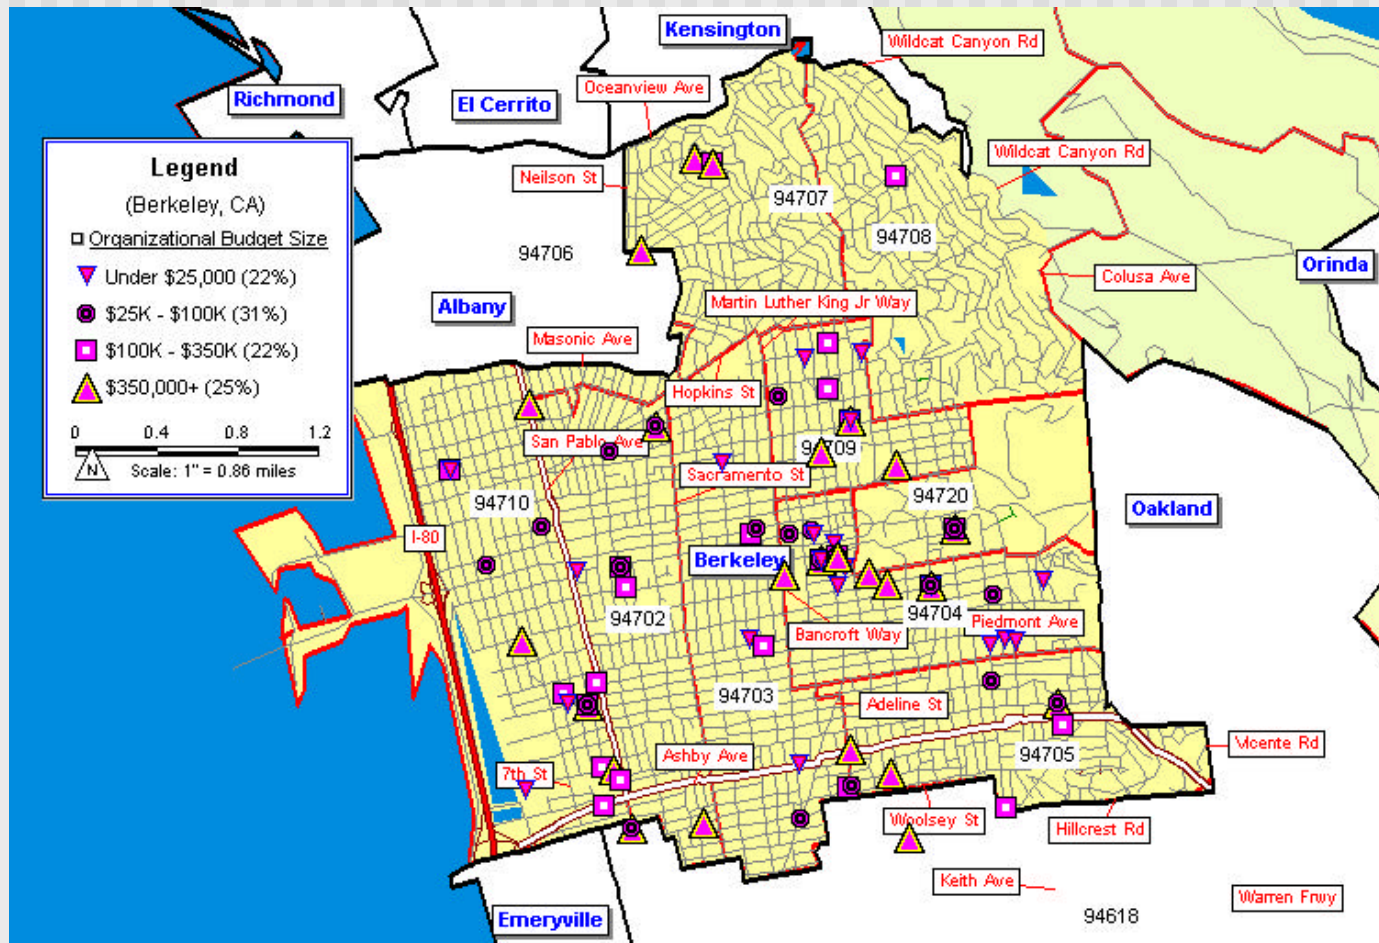 Kensington
Wildcat Canyon Rd
Richmond
El Cerrito
Oceanview Ave
Legend
(Berkeley, CA)
Organizational Budget Size
Under $25,000 (22%)
$25K - $100K (31%)
$100K - $350K (22%)
$350,000+ (25%)
0 0.4 0.8 1.2
N
Scale: 1" = 0.86 miles
Wildcat Canyon Rd
Neilson St
94707
94708
94706
Orinda
Colusa Ave
Albany
Martin Luther King Jr Way
Masonic Ave
Hopkins St
San Pablo Ave
94709
Sacramento St
94710
94720
Oakland
I-80
Berkeley
94702
94704
Piedmont Ave
Bancroft Way
94703
Adeline St
Ashby Ave
94705
Vicente Rd
7th St
Woolsey St
Hillcrest Rd
Keith Ave
Warren Frwy
94618
Emeryville